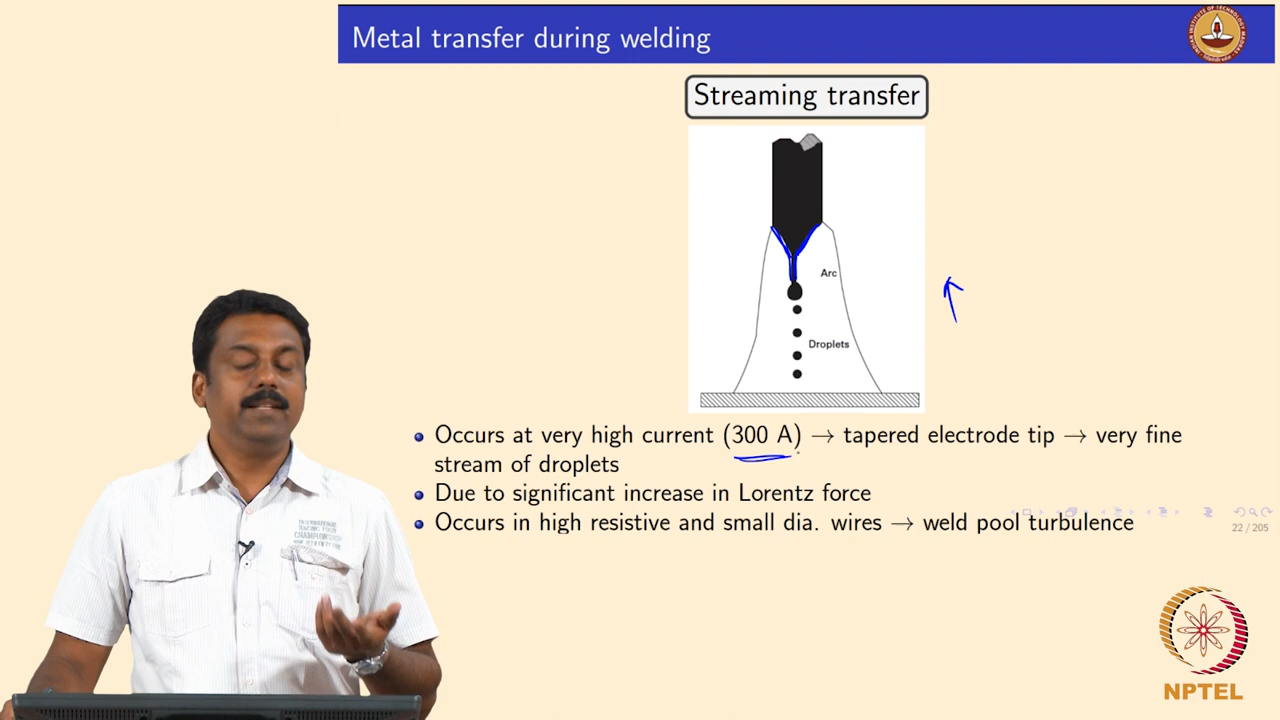 Metal transfer during welding
Streaming transfer
Arc
Droplets
• Occurs at very high current (300 A) → tapered electrode tip → very fine
stream of droplets
• Due to significant increase in Lorentz force
• Occurs in high resistive and small dia. wires → weld pool turbulence
22 / 205
NPTEL